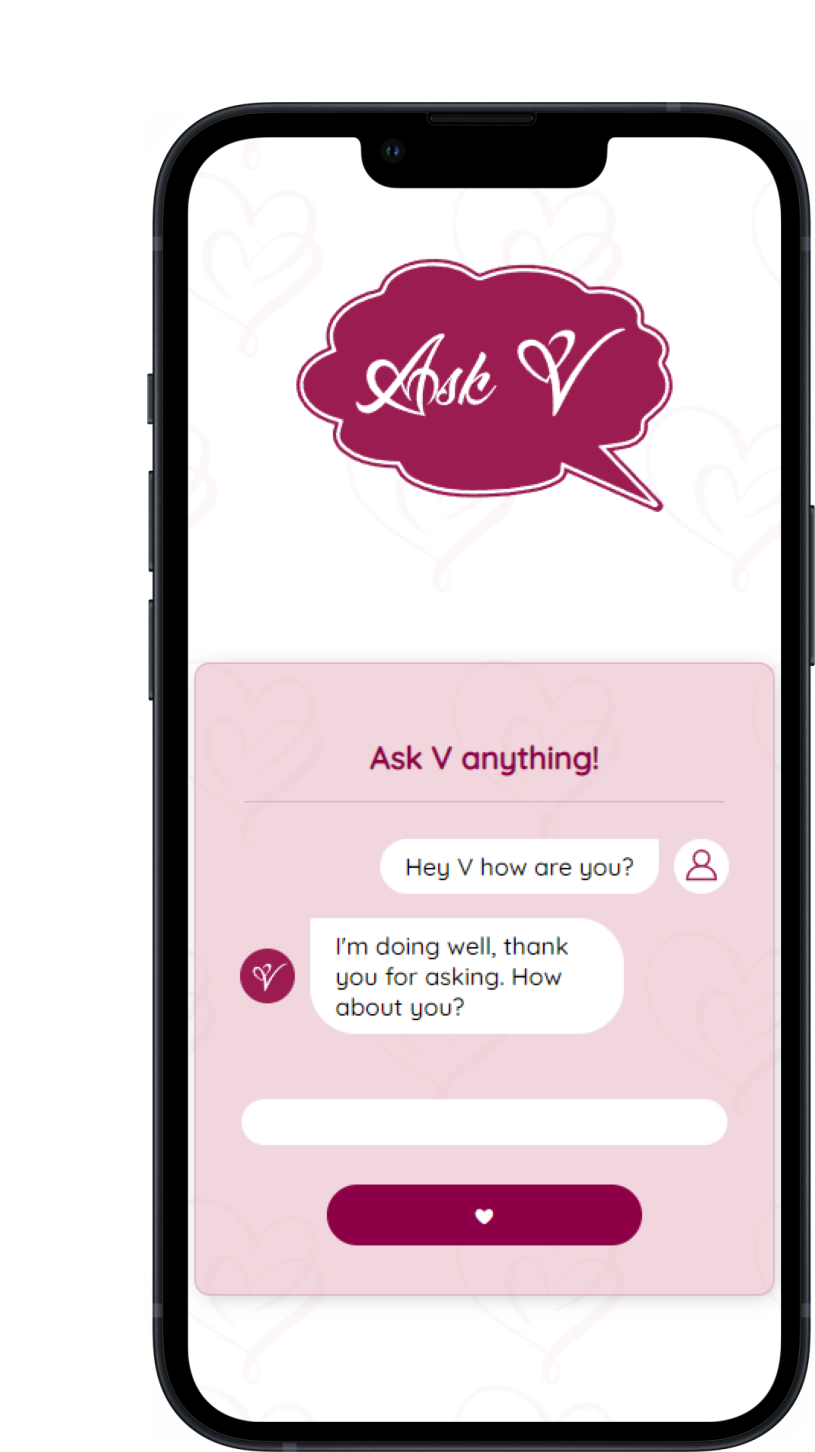 Ask V
Ask V anything!
Hey V how are you?
I'm doing well, thank
you for asking. How
about you?
V